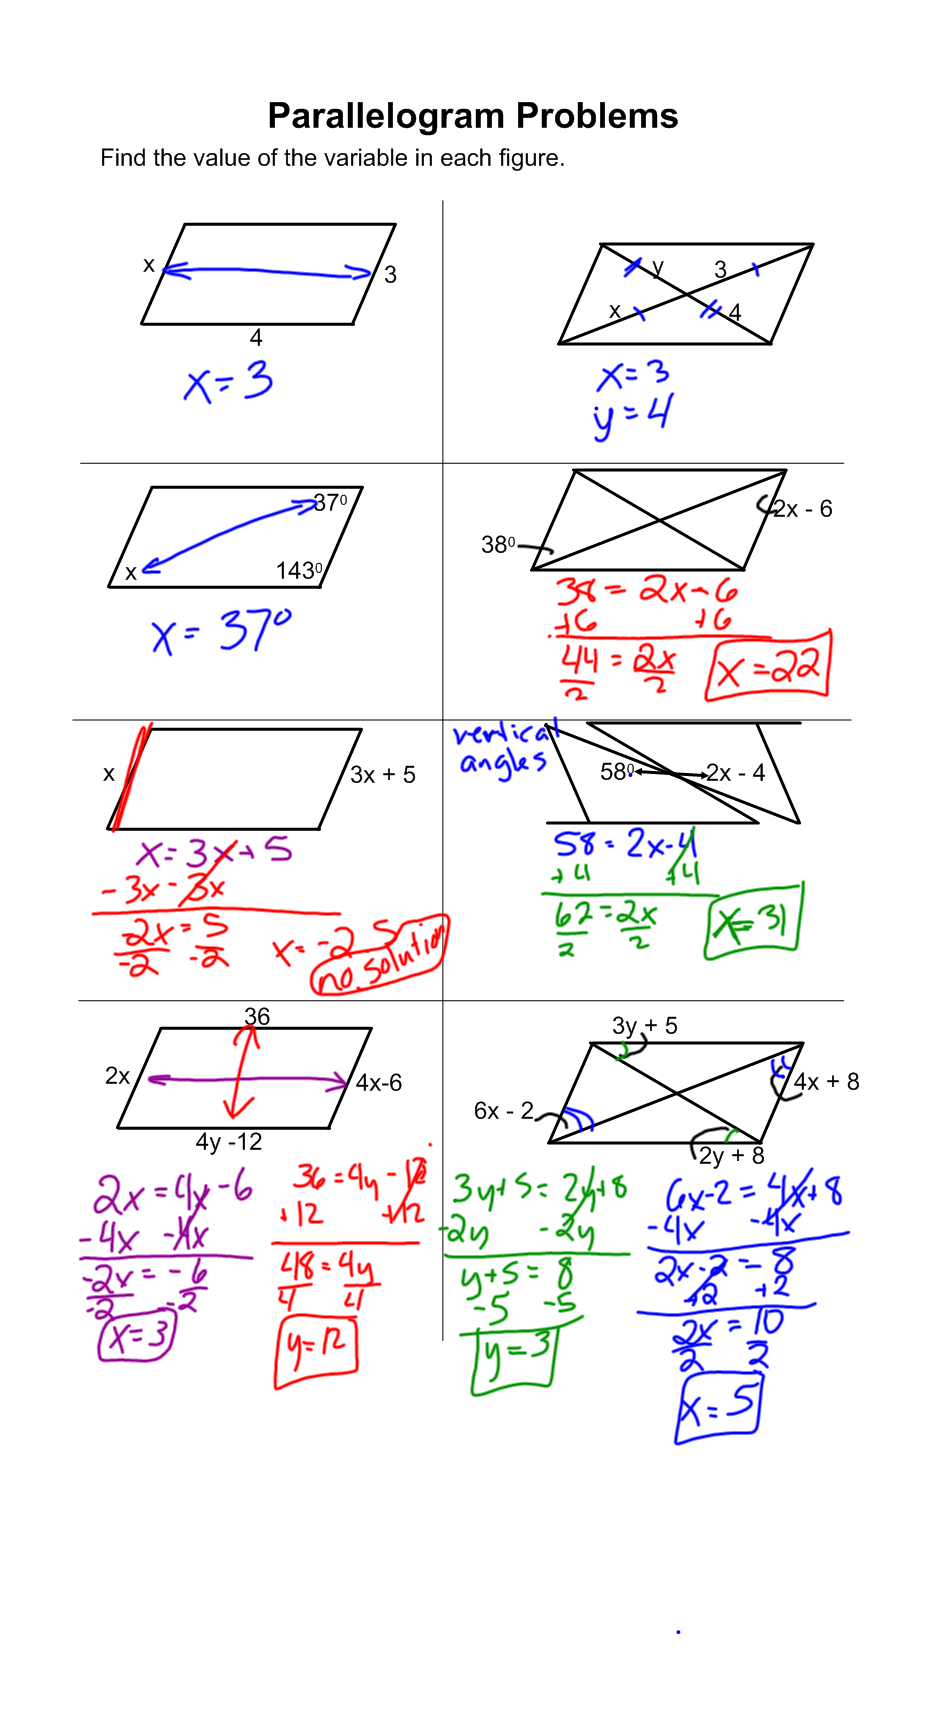 Parallelogram Problems
Find the value of the variable in each figure.
x
3
4
x = 3
y
3
x
4
x = 3
y = 4
37⁰
x
143⁰
x = 37⁰
2x - 6
38⁰
38 = 2x - 6
+6 +6
44 = 2x
2 2
x = 22
x
3x + 5
x = 3x + 5
- 3x - 3x
-2x = 5
-2 -2
x = -2.5
no solution
vertical
angles
58⁰
2x - 4
58 = 2x - 4
+4 +4
62 = 2x
2 2
x = 31
36
2x
4x-6
4y -12
2x = 4x - 6
- 4x - 4x
-2x = -6
-2 -2
x = 3
36 = 4y - 12
+12 +12
48 = 4y
4 4
y = 12
3y + 5
4x + 8
6x - 2
2y + 8
3y + 5 = 2y + 8
-2y -2y
y + 5 = 8
-5 -5
y = 3
6x - 2 = 4x + 8
- 4x - 4x
2x - 2 = 8
+2 +2
2x = 10
2 2
x = 5